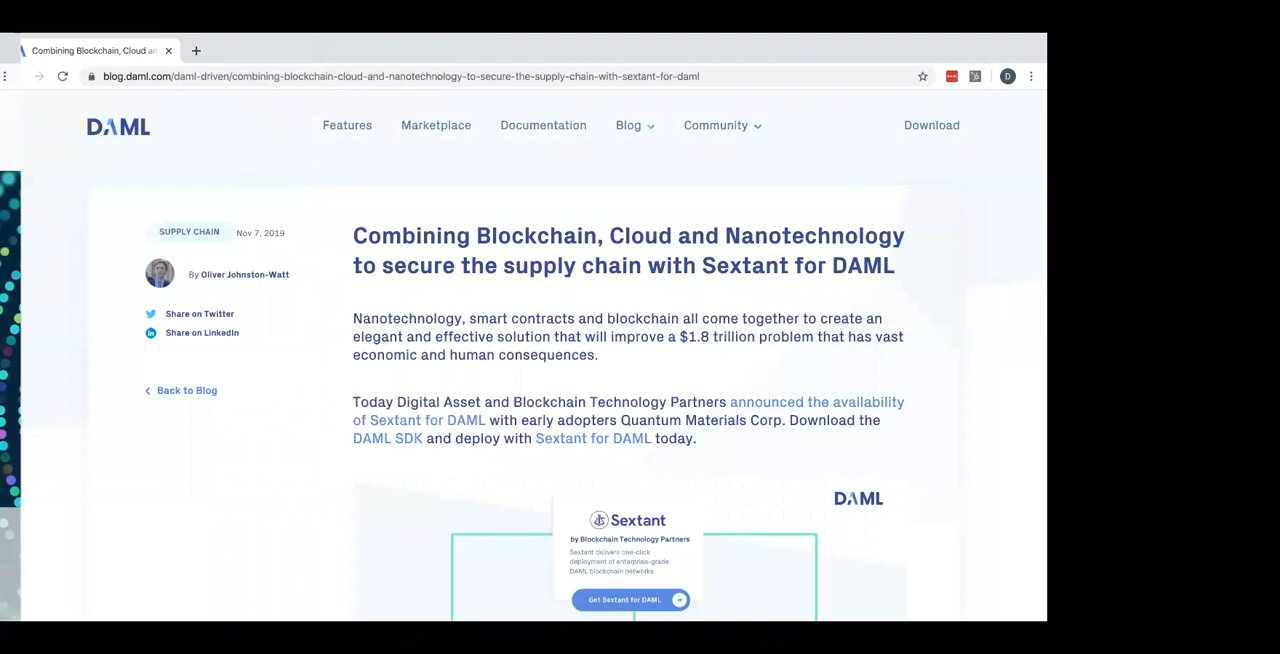 Combining Blockchain, Cloud an
blog.daml.com/daml-driven/combining-blockchain-cloud-and-nanotechnology-to-secure-the-supply-chain-with-sextant-for-daml
D
DAML
Features
Marketplace
Documentation
Blog
Community
Download
SUPPLY CHAIN
Nov 7, 2019
By Oliver Johnston-Watt
Share on Twitter
Share on LinkedIn
Back to Blog
Combining Blockchain, Cloud and Nanotechnology
to secure the supply chain with Sextant for DAML
Nanotechnology, smart contracts and blockchain all come together to create an
elegant and effective solution that will improve a $1.8 trillion problem that has vast
economic and human consequences.
Today Digital Asset and Blockchain Technology Partners announced the availability
of Sextant for DAML with early adopters Quantum Materials Corp. Download the
DAML SDK and deploy with Sextant for DAML today.
DAML
Sextant
by Blockchain Technology Partners
Sextant delivers one-click
deployment of enterprise-grade
DAML blockchain networks.
Get Sextant for DAML